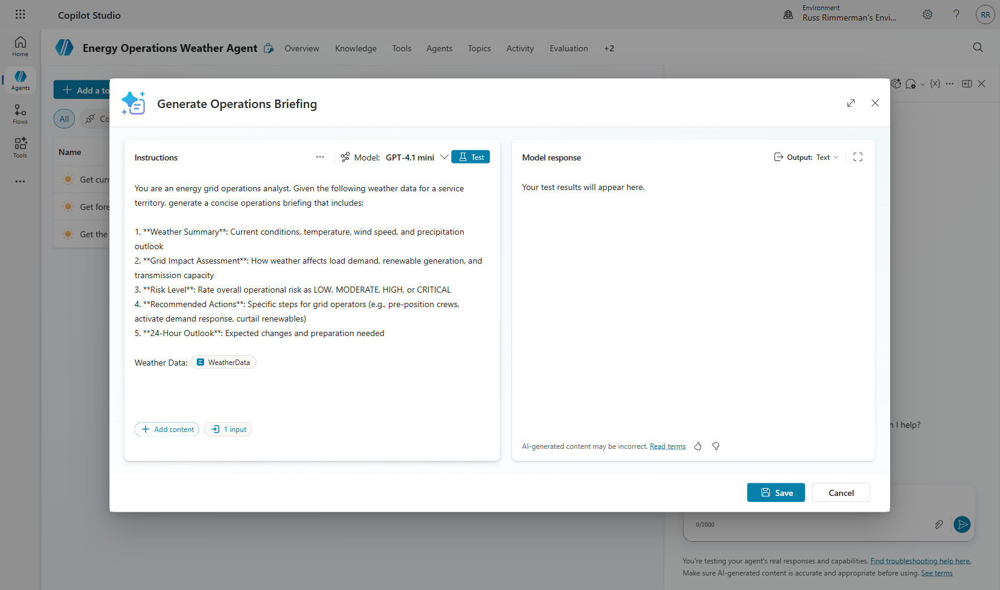 Copilot Studio
Environment
Russ Rimmerman's Envi...
RR
Home
Agents
Flows
Tools
Energy Operations Weather Agent
Overview
Knowledge
Tools
Agents
Topics
Activity
Evaluation
+2
Add a to
All
Co
Name
Get curr
Get fore
Get the
Generate Operations Briefing
Instructions
Model: GPT-4.1 mini
Test
You are an energy grid operations analyst. Given the following weather data for a service
territory, generate a concise operations briefing that includes:
1. **Weather Summary**: Current conditions, temperature, wind speed, and precipitation
outlook
2. **Grid Impact Assessment**: How weather affects load demand, renewable generation, and
transmission capacity
3. **Risk Level**: Rate overall operational risk as LOW, MODERATE, HIGH, or CRITICAL
4. **Recommended Actions**: Specific steps for grid operators (e.g., pre-position crews,
activate demand response, curtail renewables)
5. **24-Hour Outlook**: Expected changes and preparation needed
Weather Data: WeatherData
Add content
1 input
Model response
Output: Text
Your test results will appear here.
AI-generated content may be incorrect. Read terms
Save
Cancel
n I help?
0/2000
You're testing your agent's real responses and capabilities. Find troubleshooting help here.
Make sure AI-generated content is accurate and appropriate before using. See terms